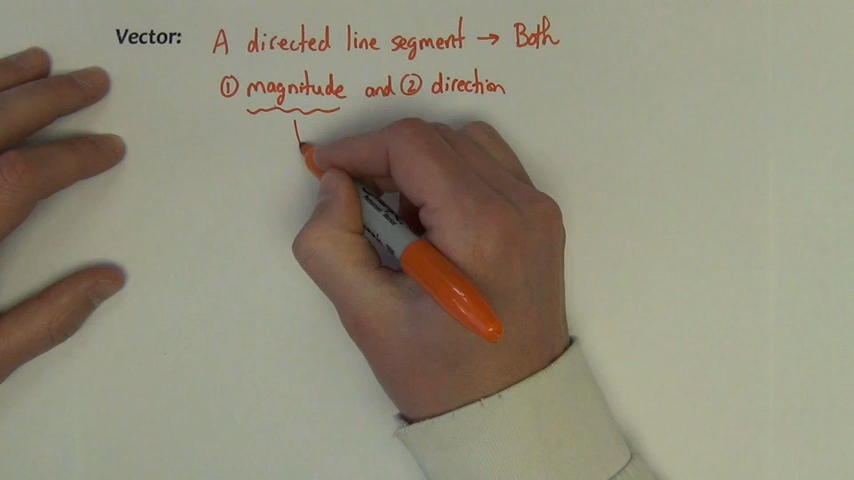 Vector: A directed line segment → Both
① magnitude and ② direction